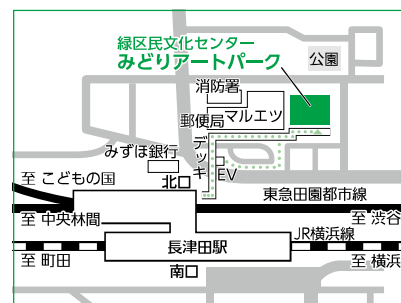 緑区民文化センター
みどりアートパーク
公園
消防署
マルエツ
郵便局
デッキ
みずほ銀行
北口
EV
至 こどもの国
東急田園都市線
至 中央林間
至 渋谷
JR横浜線
長津田駅
至 町田
至 横浜
南口